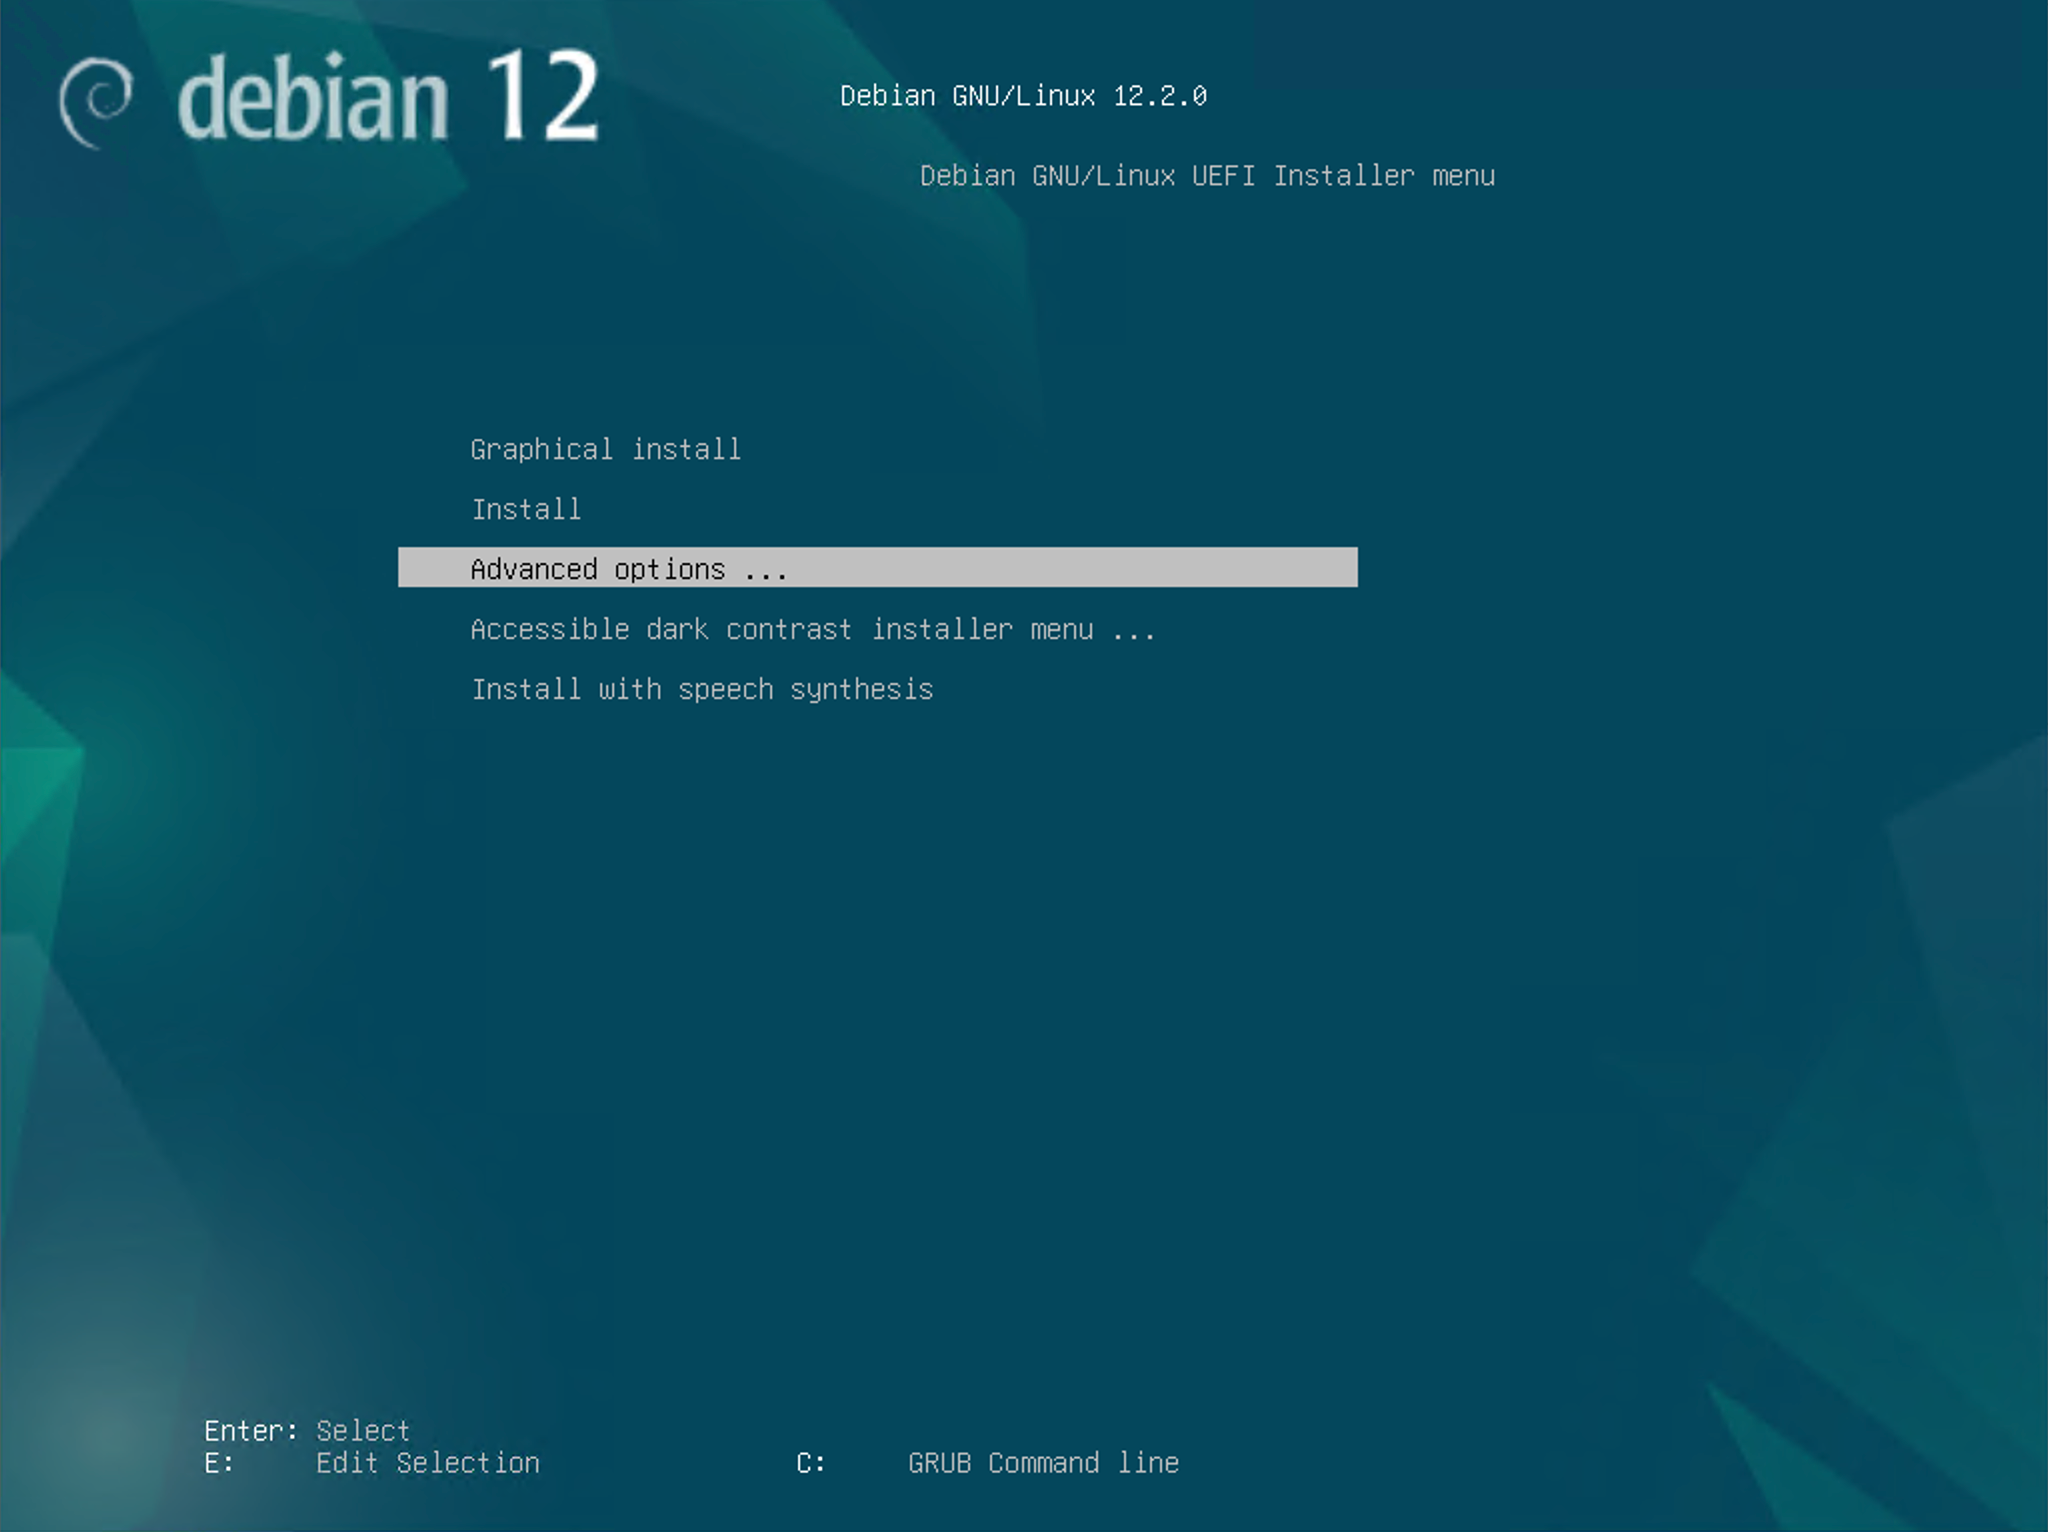 debian 12
Debian GNU/Linux 12.2.0
Debian GNU/Linux UEFI Installer menu
Graphical install
Install
Advanced options ...
Accessible dark contrast installer menu ...
Install with speech synthesis
Enter: Select
E: Edit Selection C: GRUB Command line